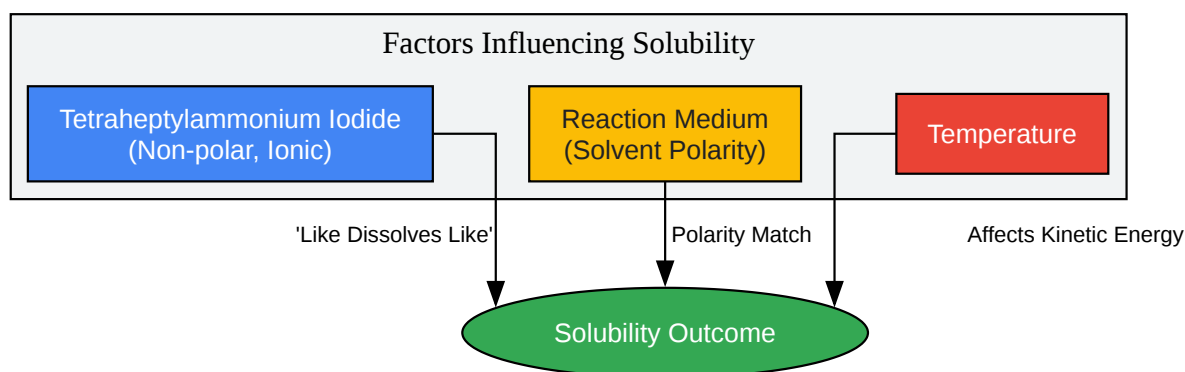 Factors Influencing Solubility
Tetraheptylammonium Iodide
(Non-polar, Ionic)
Reaction Medium
(Solvent Polarity)
Temperature
'Like Dissolves Like'
Polarity Match
Affects Kinetic Energy
Solubility Outcome